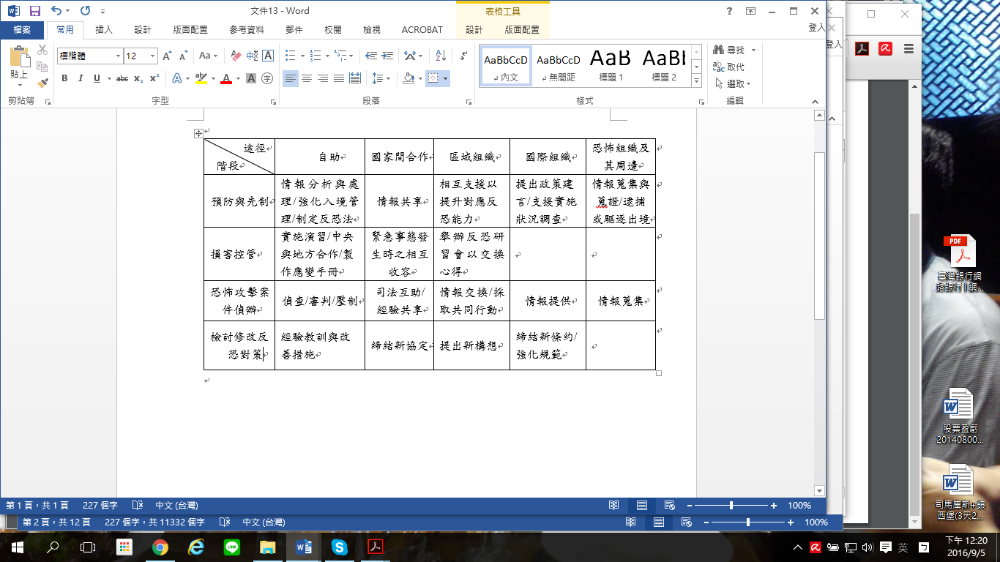 文件13 - Word
表格工具
檔案 常用 插入 設計 版面配置 參考資料 郵件 校閱 檢視 ACROBAT 設計 版面配置 登入
登入
貼上
標楷體 12
AaBbCcD AaBbCcD AaB AaBb
內文 無間距 標題 1 標題 2
尋找
取代
選取
剪貼簿 字型 段落 樣式 編輯
途徑
階段
自助
國家間合作
區域組織
國際組織
恐怖組織及
其周邊
預防與先制
情報分析與處
理/強化入境管
理/制定反恐法
情報共享
相互支援以
提升對應反
恐能力
提出政策建
言/支援實施
狀況調查
情報蒐集與
蒐證/逮捕
或驅逐出境
損害控管
實施演習/中央
與地方合作/製
作應變手冊
緊急事態發
生時之相互
收容
舉辦反恐研
習會以交換
心得
恐怖攻擊案
件偵辦
偵查/審判/壓制
司法互助/
經驗共享
情報交換/採
取共同行動
情報提供
情報蒐集
檢討修改反
恐對策
經驗教訓與改
善措施
締結新協定
提出新構想
締結新條約/
強化規範
第 1 頁，共 1 頁 227 個字 中文 (台灣) 100%
第 2 頁，共 12 頁 227 個字，共 11332 個字 中文 (台灣) 100%
PDF
臺灣銀行網
路銀行 | 網...
股票盈虧
20140800...
司馬庫斯+鎮
西堡(3天2...
英
下午 12:20
2016/9/5